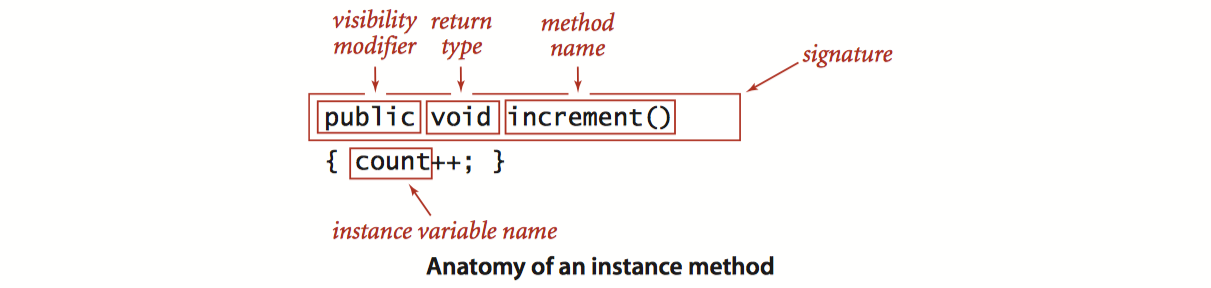 visibility modifier
return type
method name
signature
public void increment()
{ count++; }
instance variable name
Anatomy of an instance method